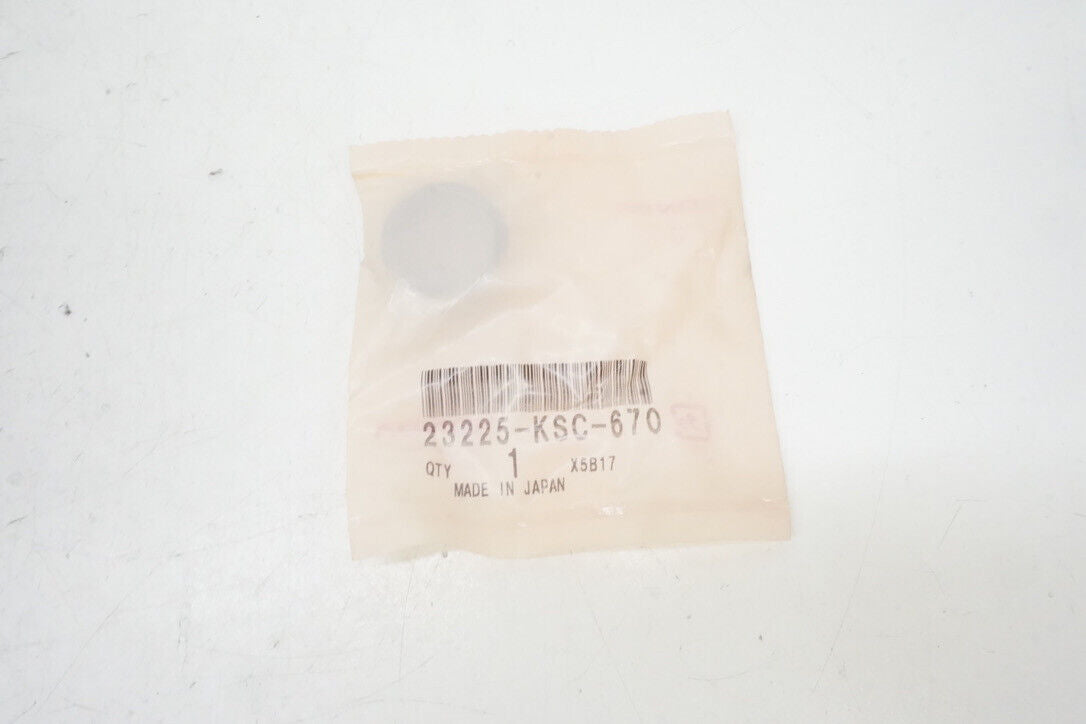 23225-KSC-670
QTY 1 X5B17
MADE IN JAPAN